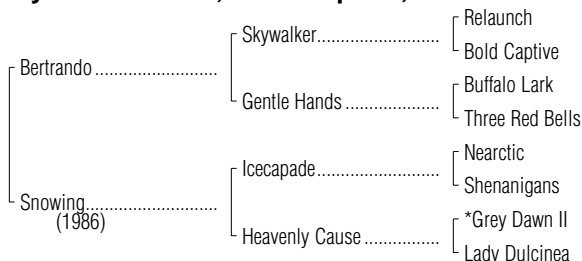 Relaunch
Skywalker
Bold Captive
Bertrando
Buffalo Lark
Gentle Hands
Three Red Bells
Nearctic
Icecapade
Shenanigans
Snowing
(1986)
*Grey Dawn II
Heavenly Cause
Lady Dulcinea